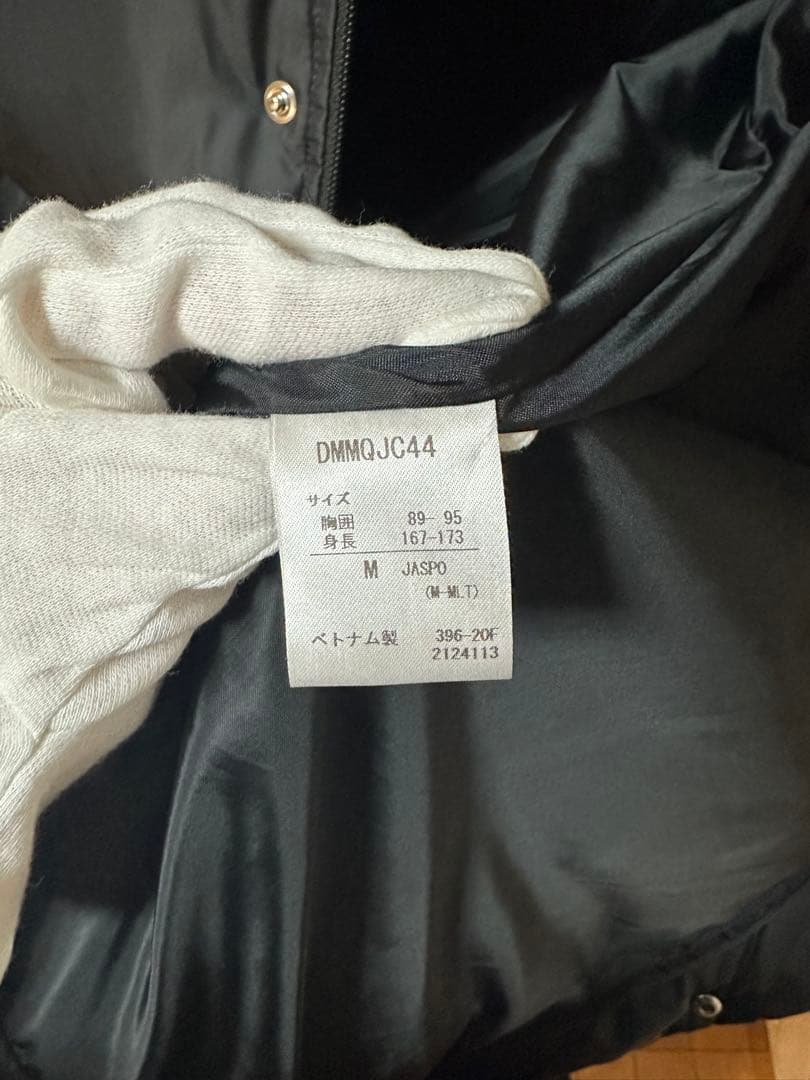 DMMQJC44
サイズ
胸囲 89-95
身長 167-173
M JASPO
(M-MLT)
ベトナム製 396-20F
2124113